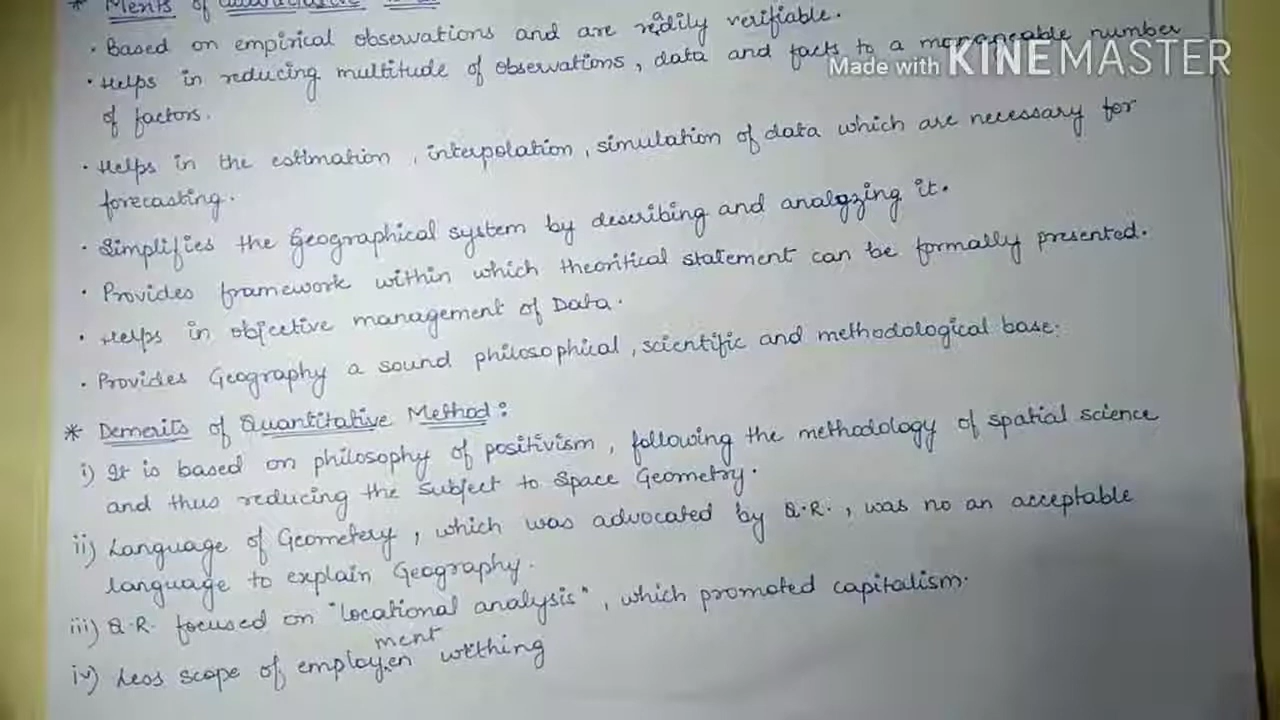 * Merits of
• Based on empirical observations and are redily verifiable.
• Helps in reducing multitude of observations, data and facts to a number
Made with KINEMASTER
of factors.
• Helps in the estimation, interpolation, simulation of data which are necessary for
forecasting.
• Simplifies the Geographical system by describing and analyzing it.
• Provides framework within which theoritical statement can be formally presented.
• Helps in objective management of Data.
• Provides Geography a sound philosophical, scientific and methodological base.
* Demerits of Quantitative Method:
i) It is based on philosophy of positivism, following the methodology of spatial science
and thus reducing the subject to Space Geometry.
ii) Language of Geometery, which was advocated by Q.R., was no an acceptable
language to explain Geography.
iii) Q.R. focused on "locational analysis", which promoted capitalism.
ment
iv) Less scope of employ.en